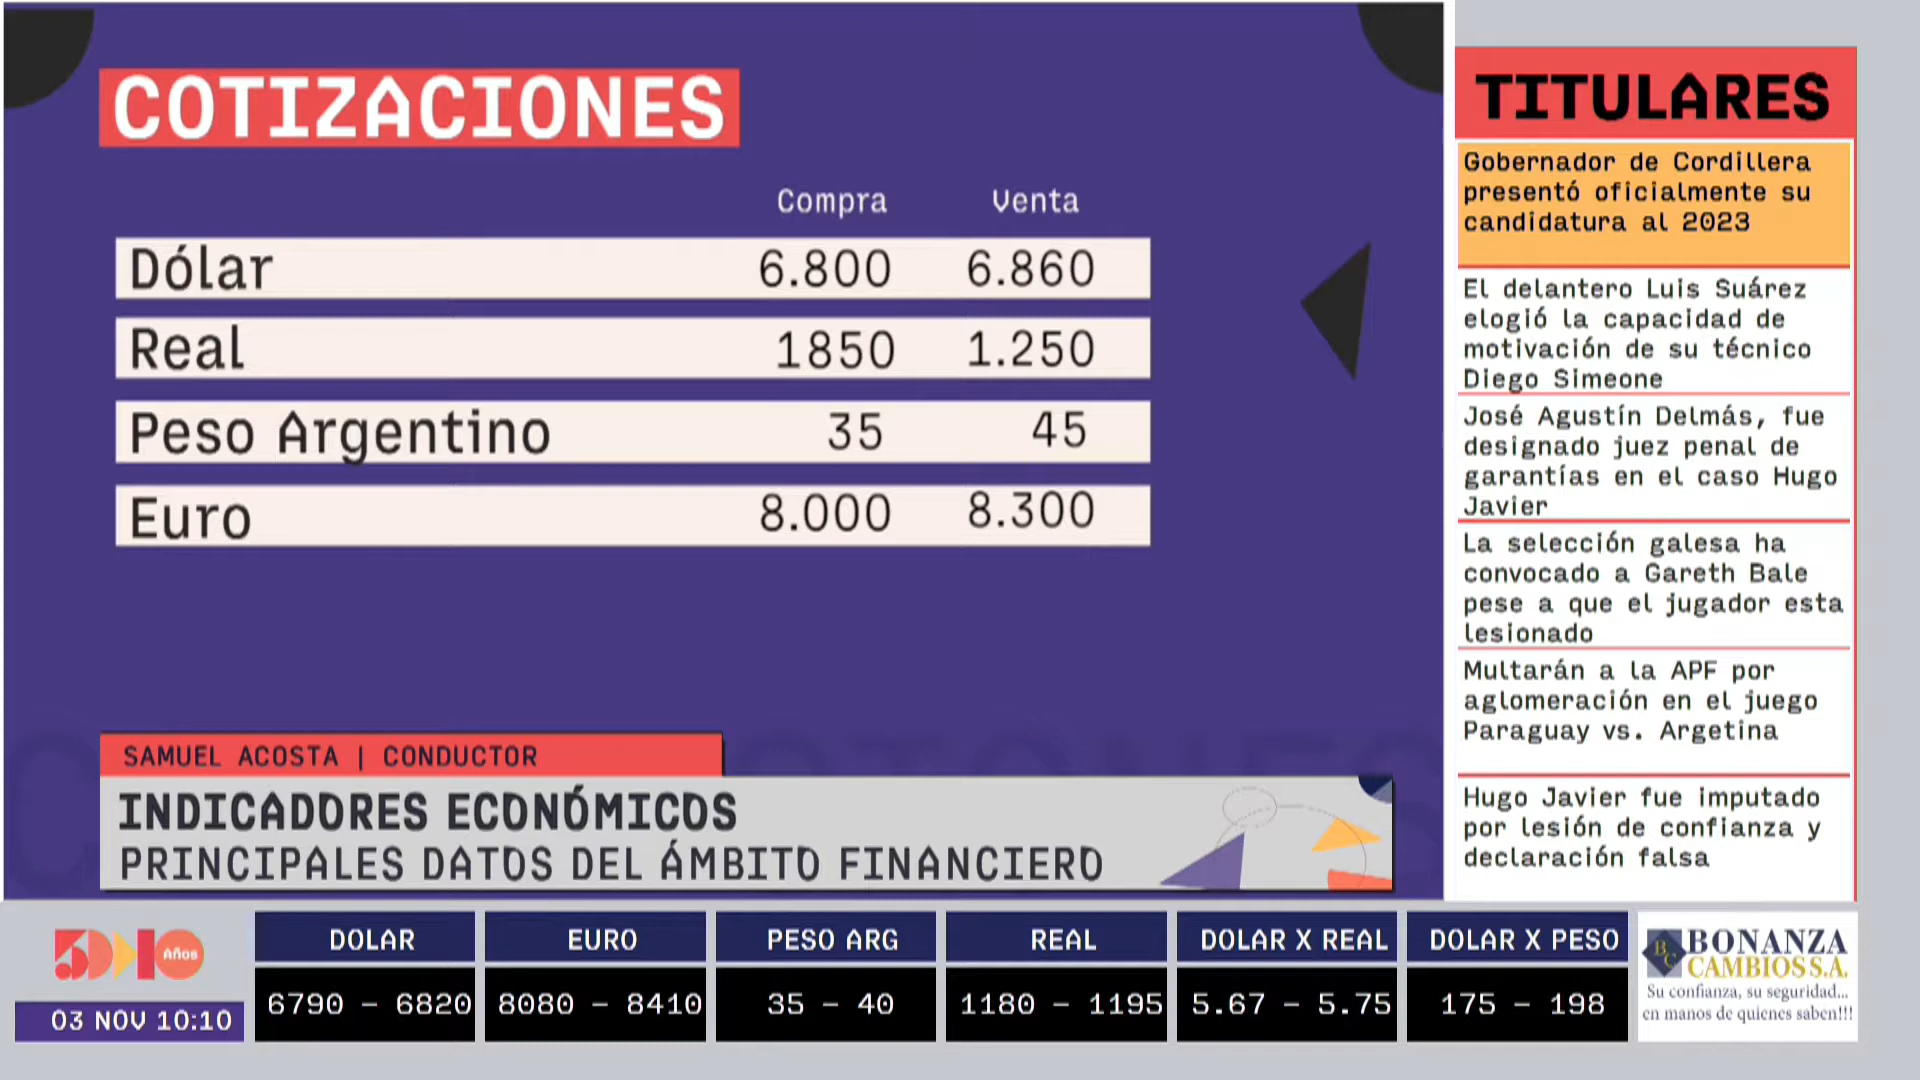 COTIZACIONES
Compra Venta
Dólar 6.800 6.860
Real 1850 1.250
Peso Argentino 35 45
Euro 8.000 8.300
SAMUEL ACOSTA | CONDUCTOR
INDICADORES ECONÓMICOS
PRINCIPALES DATOS DEL ÁMBITO FINANCIERO
TITULARES
Gobernador de Cordillera
presentó oficialmente su
candidatura al 2023
El delantero Luis Suárez
elogió la capacidad de
motivación de su técnico
Diego Simeone
José Agustín Delmás, fue
designado juez penal de
garantías en el caso Hugo
Javier
La selección galesa ha
convocado a Gareth Bale
pese a que el jugador esta
lesionado
Multarán a la APF por
aglomeración en el juego
Paraguay vs. Argetina
Hugo Javier fue imputado
por lesión de confianza y
declaración falsa
Años
03 NOV 10:10
DOLAR EURO PESO ARG REAL DOLAR X REAL DOLAR X PESO
6790 - 6820 8080 - 8410 35 - 40 1180 - 1195 5.67 - 5.75 175 - 198
BC BONANZA
CAMBIOS S.A.
Su confianza, su seguridad...
en manos de quienes saben!!!